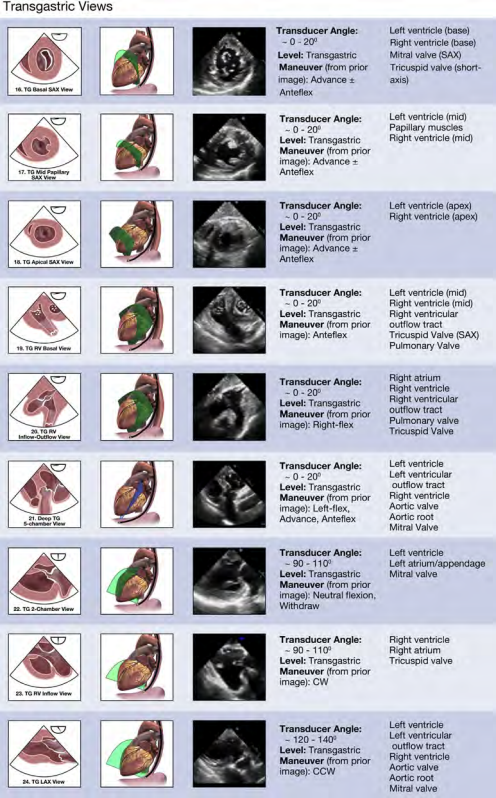 Transgastric Views
16. TG Basal SAX View
Transducer Angle:
~ 0 - 20⁰
Level: Transgastric
Maneuver (from prior
image): Advance ±
Anteflex
Left ventricle (base)
Right ventricle (base)
Mitral valve (SAX)
Tricuspid valve (short-
axis)
17. TG Mid Papillary
SAX View
Transducer Angle:
~ 0 - 20⁰
Level: Transgastric
Maneuver (from prior
image): Advance ±
Anteflex
Left ventricle (mid)
Papillary muscles
Right ventricle (mid)
18. TG Apical SAX View
Transducer Angle:
~ 0 - 20⁰
Level: Transgastric
Maneuver (from prior
image): Advance ±
Anteflex
Left ventricle (apex)
Right ventricle (apex)
19. TG RV Basal View
Transducer Angle:
~ 0 - 20⁰
Level: Transgastric
Maneuver (from prior
image): Anteflex
Left ventricle (mid)
Right ventricle (mid)
Right ventricular
outflow tract
Tricuspid Valve (SAX)
Pulmonary Valve
20. TG RV
Inflow-Outflow View
Transducer Angle:
~ 0 - 20⁰
Level: Transgastric
Maneuver (from prior
image): Right-flex
Right atrium
Right ventricle
Right ventricular
outflow tract
Pulmonary valve
Tricuspid Valve
21. Deep TG
5-chamber View
Transducer Angle:
~ 0 - 20⁰
Level: Transgastric
Maneuver (from prior
image): Left-flex,
Advance, Anteflex
Left ventricle
Left ventricular
outflow tract
Right ventricle
Aortic valve
Aortic root
Mitral Valve
22. TG 2-Chamber View
Transducer Angle:
~ 90 - 110⁰
Level: Transgastric
Maneuver (from prior
image): Neutral flexion,
Withdraw
Left ventricle
Left atrium/appendage
Mitral valve
23. TG RV Inflow View
Transducer Angle:
~ 90 - 110⁰
Level: Transgastric
Maneuver (from prior
image): CW
Right ventricle
Right atrium
Tricuspid valve
24. TG LAX View
Transducer Angle:
~ 120 - 140⁰
Level: Transgastric
Maneuver (from prior
image): CCW
Left ventricle
Left ventricular
outflow tract
Right ventricle
Aortic valve
Aortic root
Mitral valve